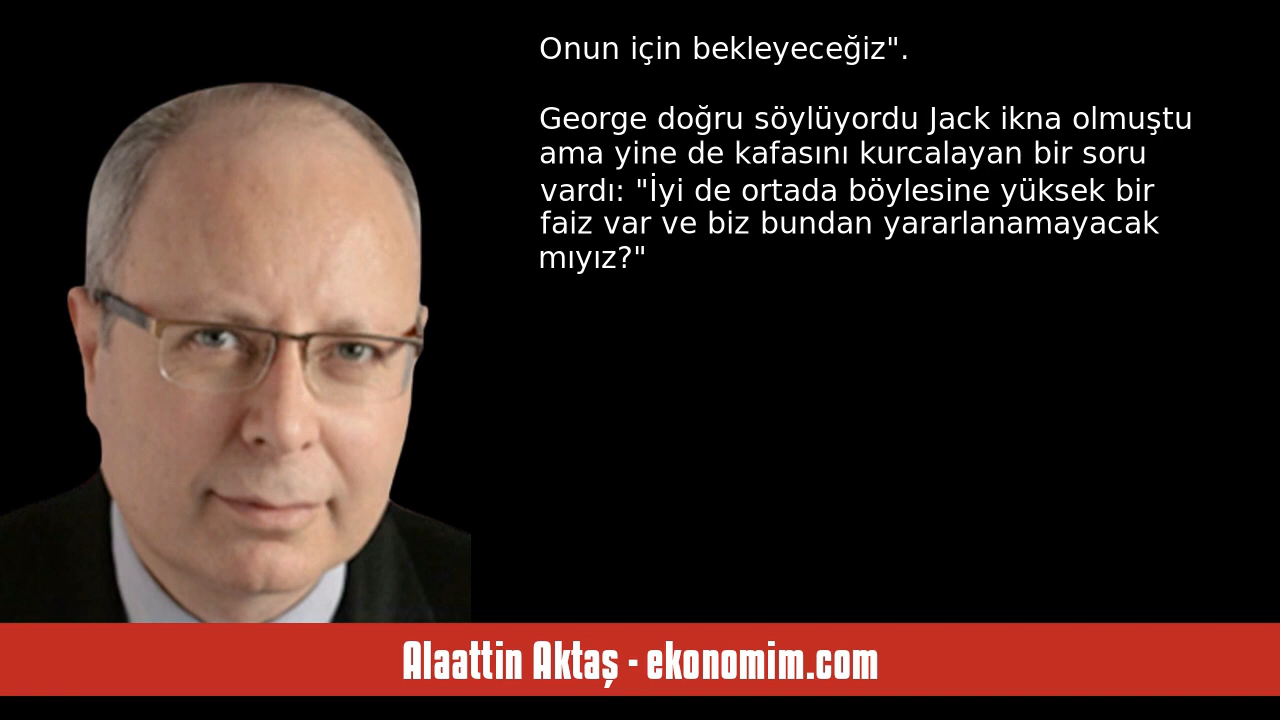 Onun için bekleyeceğiz".
George doğru söylüyordu Jack ikna olmuştu
ama yine de kafasını kurcalayan bir soru
vardı: "İyi de ortada böylesine yüksek bir
faiz var ve biz bundan yararlanamayacak
mıyız?"
Alaattin Aktaş - ekonomim.com